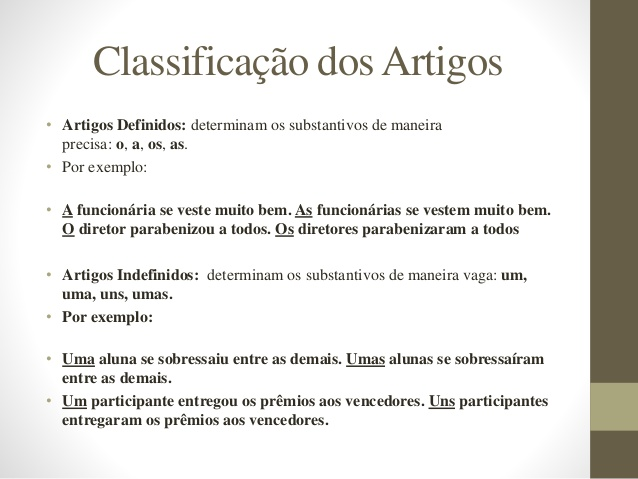 Classificação dos Artigos
• Artigos Definidos: determinam os substantivos de maneira
precisa: o, a, os, as.
• Por exemplo:
• A funcionária se veste muito bem. As funcionárias se vestem muito bem.
O diretor parabenizou a todos. Os diretores parabenizaram a todos
• Artigos Indefinidos: determinam os substantivos de maneira vaga: um,
uma, uns, umas.
• Por exemplo:
• Uma aluna se sobressaiu entre as demais. Umas alunas se sobressaíram
entre as demais.
• Um participante entregou os prêmios aos vencedores. Uns participantes
entregaram os prêmios aos vencedores.